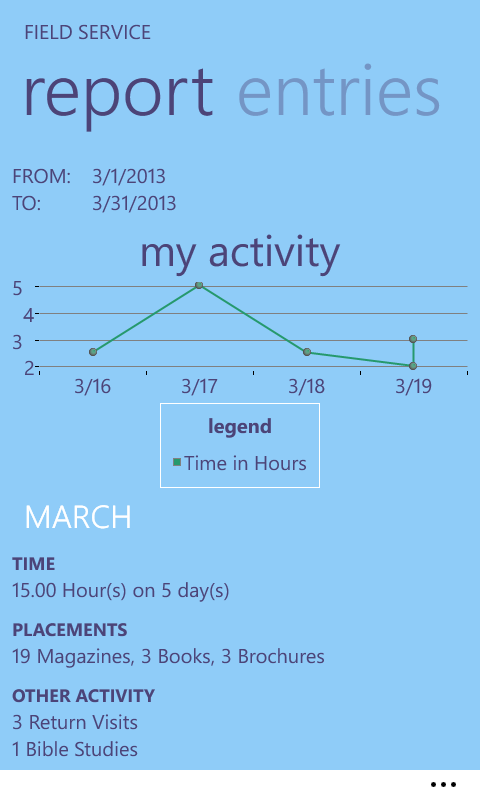 FIELD SERVICE
report entries
FROM: 3/1/2013
TO: 3/31/2013
my activity
5
4
3
2
3/16 3/17 3/18 3/19
legend
Time in Hours
MARCH
TIME
15.00 Hour(s) on 5 day(s)
PLACEMENTS
19 Magazines, 3 Books, 3 Brochures
OTHER ACTIVITY
3 Return Visits
1 Bible Studies